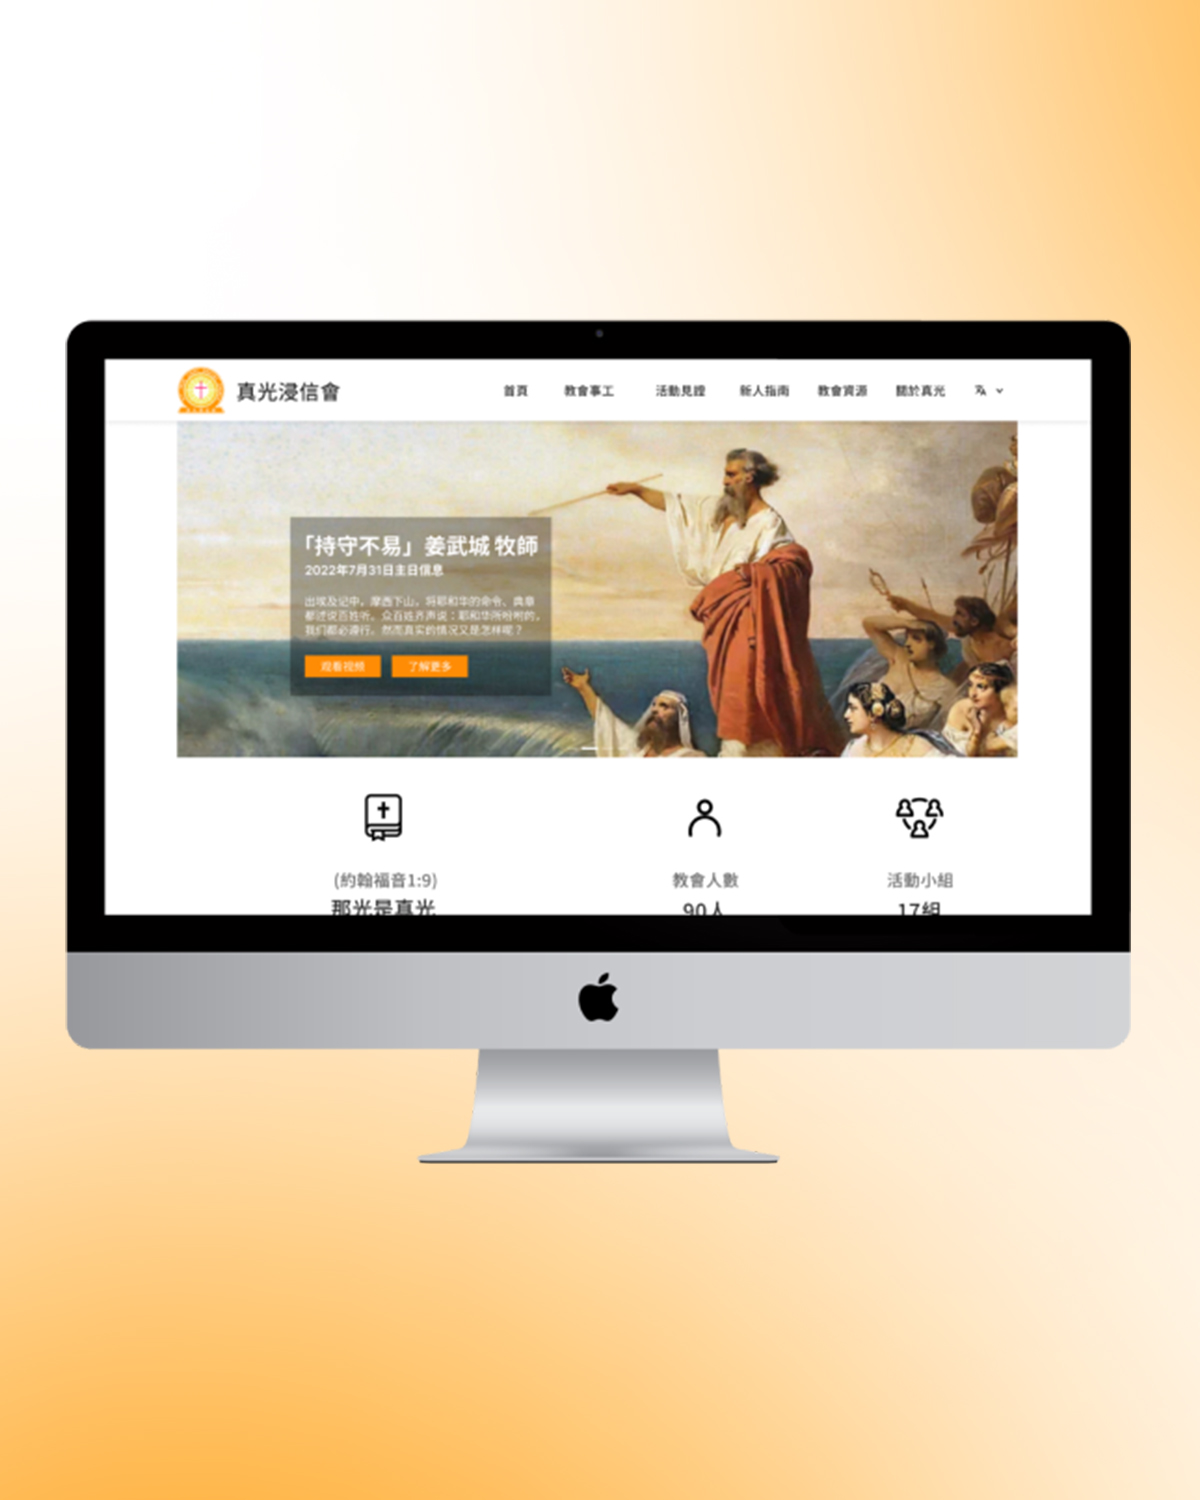 真光浸信會
首頁 教會事工 活動見證 新人指南 教會資源 關於真光
「持守不易」姜武城 牧師
2022年7月31日主日信息
出埃及记中，摩西下山，将耶和华的命令、典章
都述说百姓听，众百姓齐声说：耶和华所吩咐的，
我们都必遵行。然而真实的情况又是怎样呢？
观看视频 了解更多
(約翰福音1:9) 教會人數 活動小組
那光是真光 90人 17組